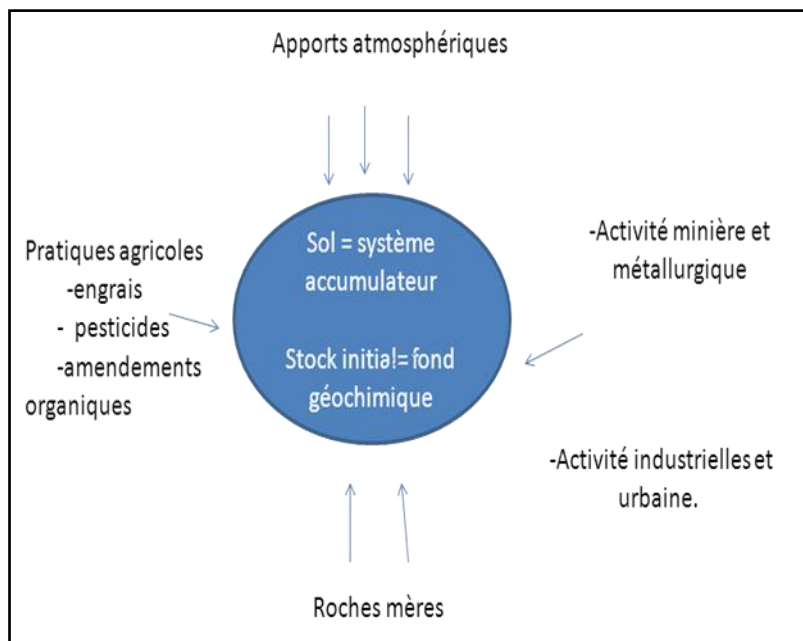 Apports atmosphériques
Sol = système
accumulateur
Stock initial= fond
géochimique
Pratiques agricoles
-engrais
- pesticides
-amendements
organiques
-Activité minière et
métallurgique
-Activité industrielles et
urbaine.
Roches mères